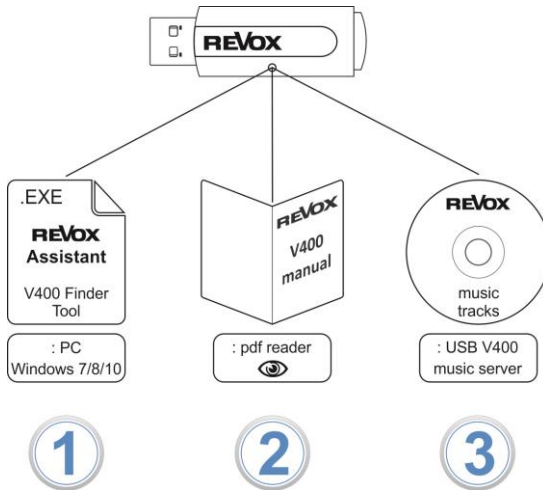 REVOX
.EXE
REVOX
Assistant
V400 Finder
Tool
: PC
Windows 7/8/10
1
REVOX
V400
manual
: pdf reader
2
REVOX
music
tracks
: USB V400
music server
3